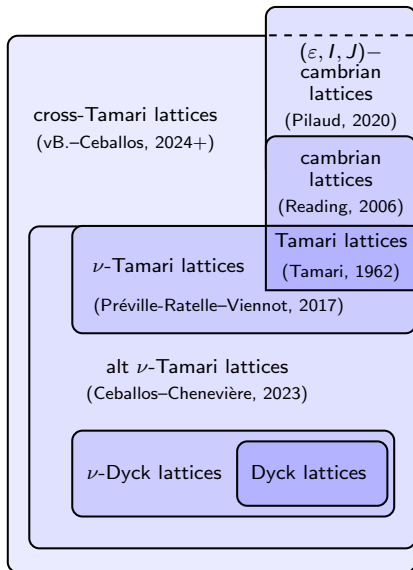 (ε, I, J)−
cambrian
lattices
(Pilaud, 2020)
cross-Tamari lattices
(vB.–Ceballos, 2024+)
cambrian
lattices
(Reading, 2006)
Tamari lattices
(Tamari, 1962)
ν-Tamari lattices
(Préville-Ratelle–Viennot, 2017)
alt ν-Tamari lattices
(Ceballos–Chenevière, 2023)
ν-Dyck lattices
Dyck lattices